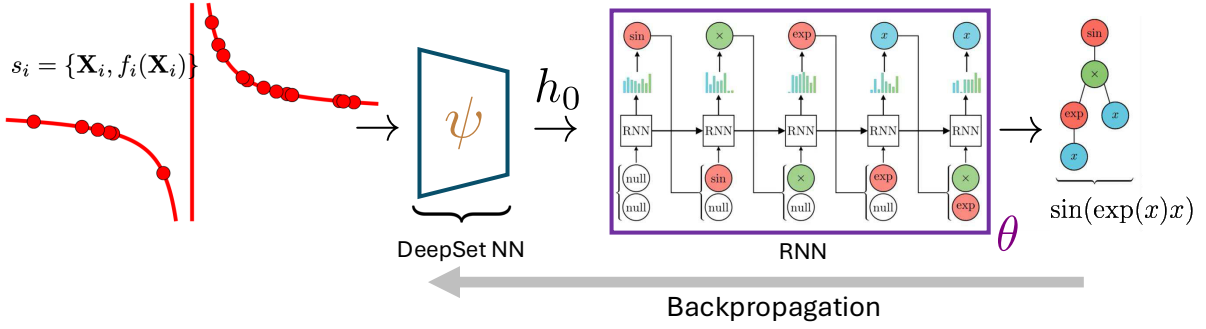 s_i = {X_i, f_i(X_i)}
ψ
h_0
DeepSet NN
sin × exp x x
RNN RNN RNN RNN RNN
null sin × exp ×
null null null null exp
θ
RNN
sin
×
exp x
x
sin(exp(x)x)
Backpropagation